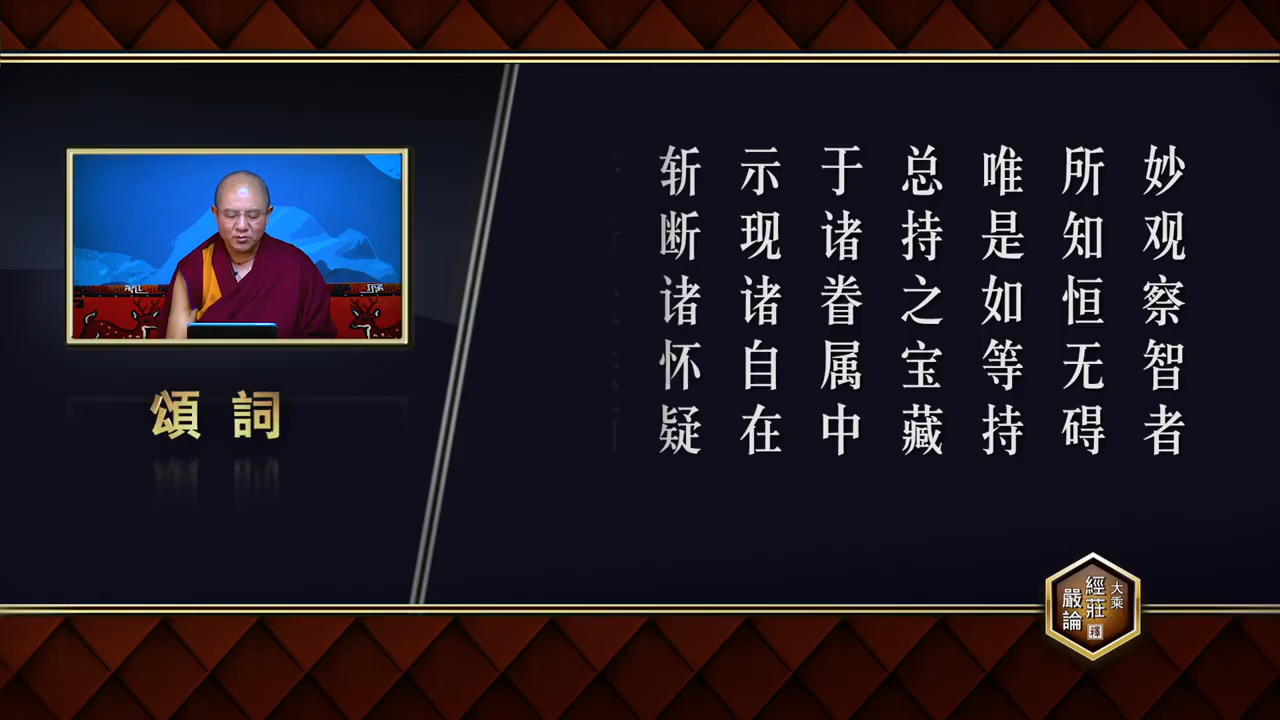 妙观察智者
所知恒无碍
唯是如等持
总持之宝藏
于诸眷属中
示现诸自在
斩断诸怀疑
頌詞
大乘
經莊
嚴論
釋